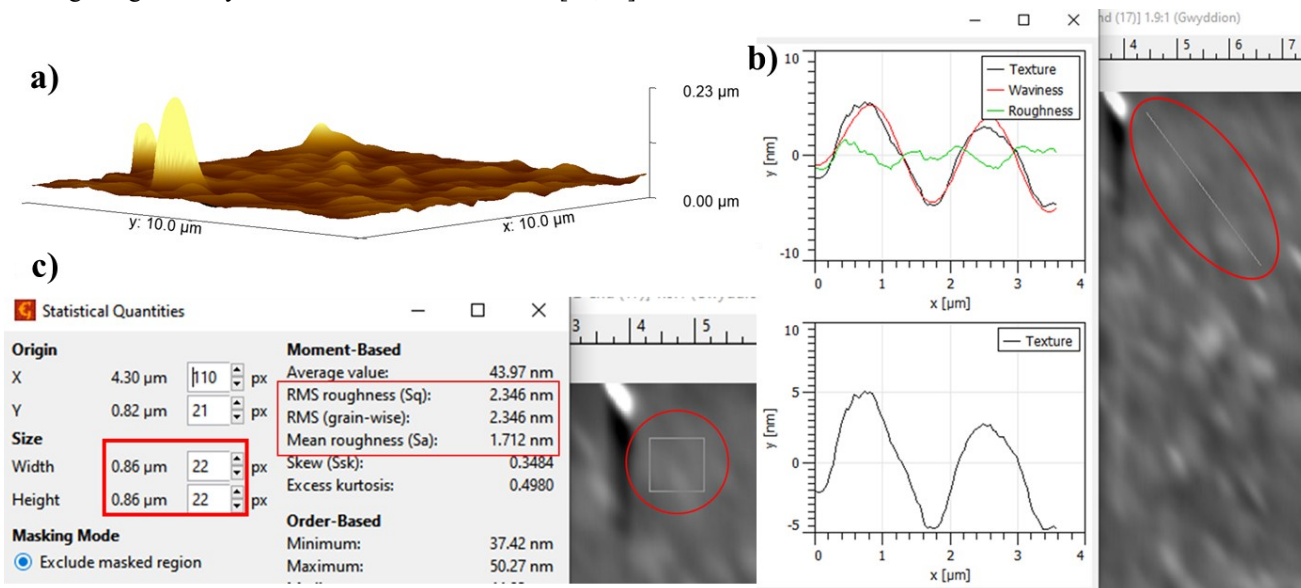 a)
0.23 µm
0.00 µm
y: 10.0 µm
x: 10.0 µm
b)
Texture
Waviness
Roughness
10
0
-10
y [nm]
0 1 2 3 4
x [µm]
Texture
10
5
0
-5
y [nm]
0 1 2 3 4
x [µm]
(17)] 1.9:1 (Gwyddion)
4 5 6 7
c)
Statistical Quantities
Origin
X 4.30 µm 110 px
Y 0.82 µm 21 px
Size
Width 0.86 µm 22 px
Height 0.86 µm 22 px
Masking Mode
Exclude masked region
Moment-Based
Average value: 43.97 nm
RMS roughness (Sq): 2.346 nm
RMS (grain-wise): 2.346 nm
Mean roughness (Sa): 1.712 nm
Skew (Ssk): 0.3484
Excess kurtosis: 0.4980
Order-Based
Minimum: 37.42 nm
Maximum: 50.27 nm
3 4 5